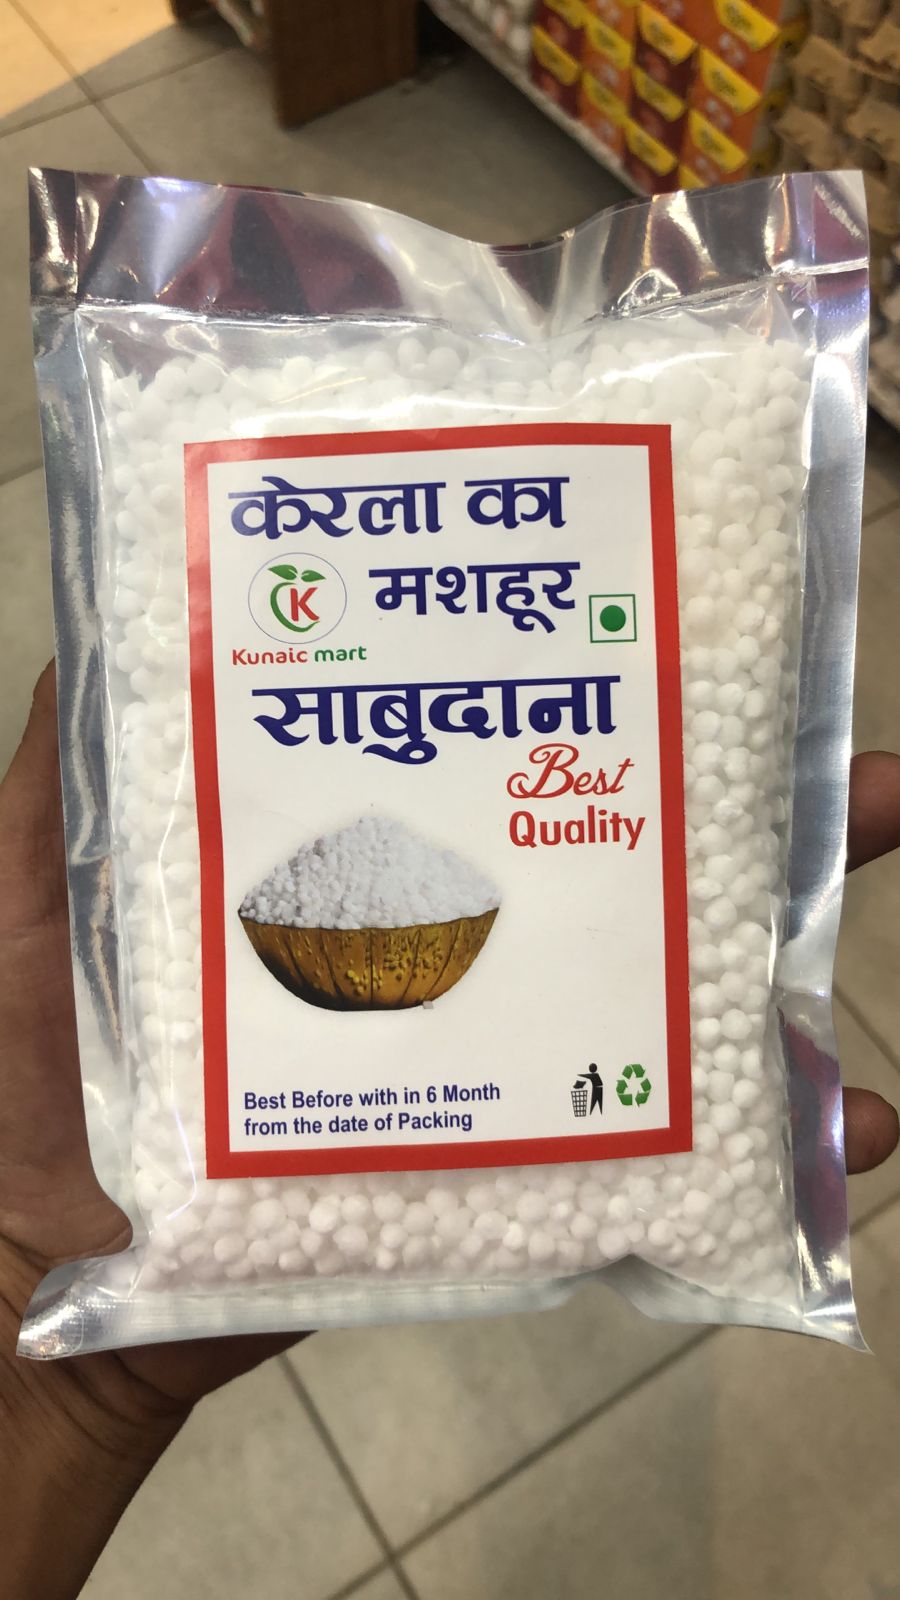 केरला का
मशहूर
K
Kunaic mart
साबुदाना
Best
Quality
Best Before with in 6 Month
from the date of Packing